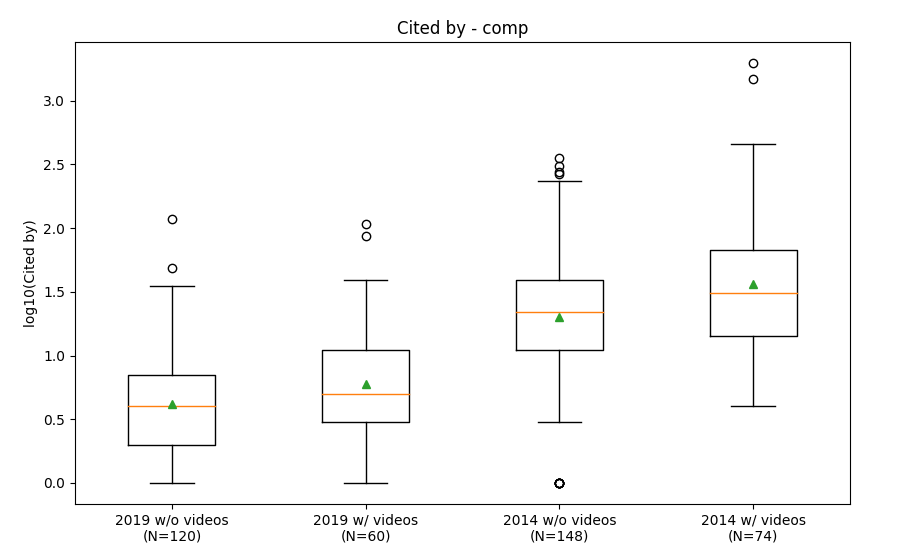 Cited by - comp
log10(Cited by)
3.0
2.5
2.0
1.5
1.0
0.5
0.0
2019 w/o videos
(N=120)
2019 w/ videos
(N=60)
2014 w/o videos
(N=148)
2014 w/ videos
(N=74)